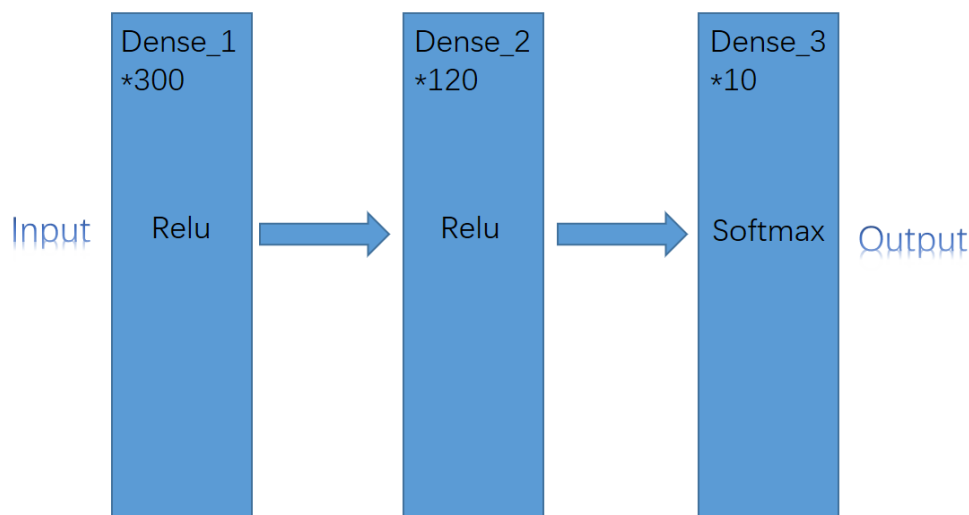 Dense_1
*300
Dense_2
*120
Dense_3
*10
Input
Relu
Relu
Softmax
Output